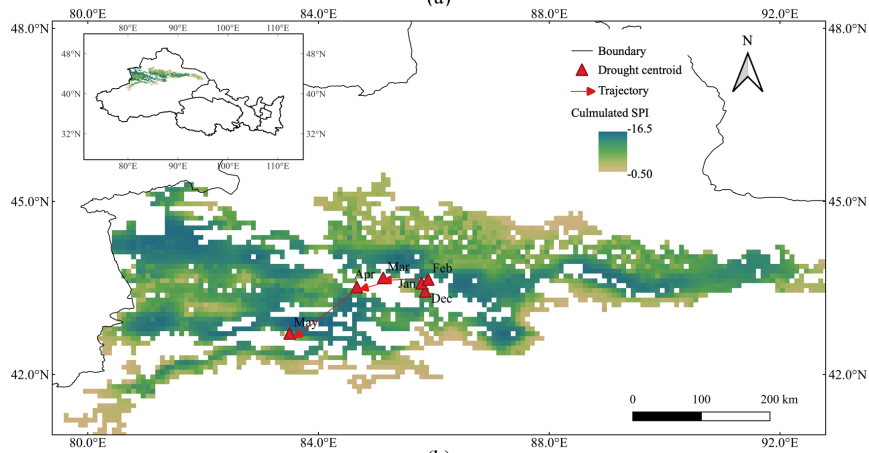 (a)
80.0°E 84.0°E 88.0°E 92.0°E
48.0°N 48.0°N
80°E 90°E 100°E 110°E
48°N 48°N
40°N 40°N
32°N 32°N
80°E 90°E 100°E 110°E
N
Boundary
Drought centroid
Trajectory
Culmulated SPI
-16.5
-0.50
45.0°N 45.0°N
Apr Mar Feb
Jan
Dec
May
42.0°N 42.0°N
0 100 200 km
80.0°E 84.0°E 88.0°E 92.0°E
(b)